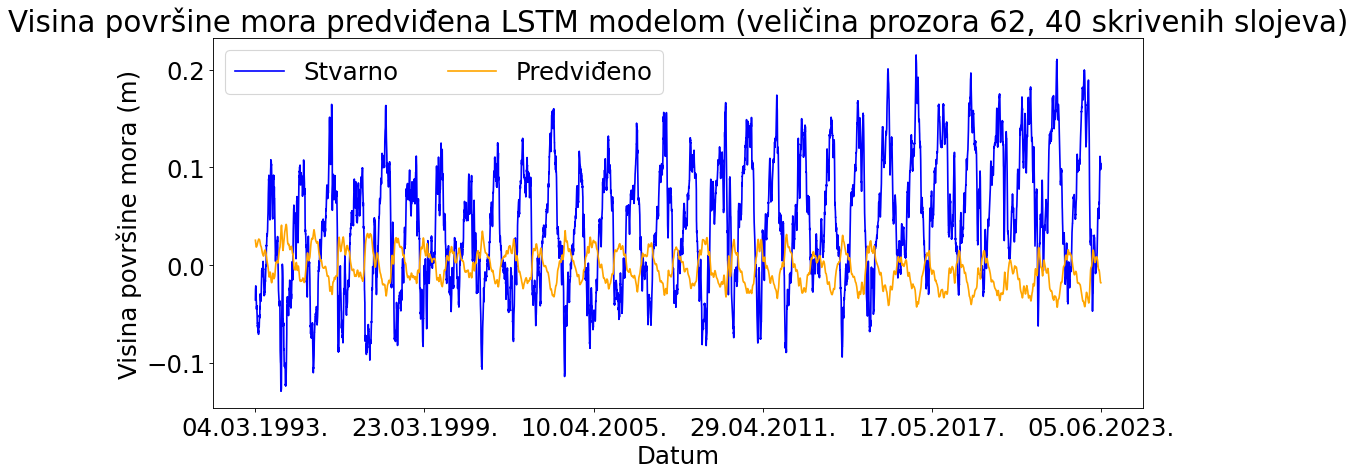 Visina površine mora predviđena LSTM modelom (veličina prozora 62, 40 skrivenih slojeva)
Stvarno
Predviđeno
Visina površine mora (m)
0.2
0.1
0.0
−0.1
04.03.1993.
23.03.1999.
10.04.2005.
29.04.2011.
17.05.2017.
05.06.2023.
Datum